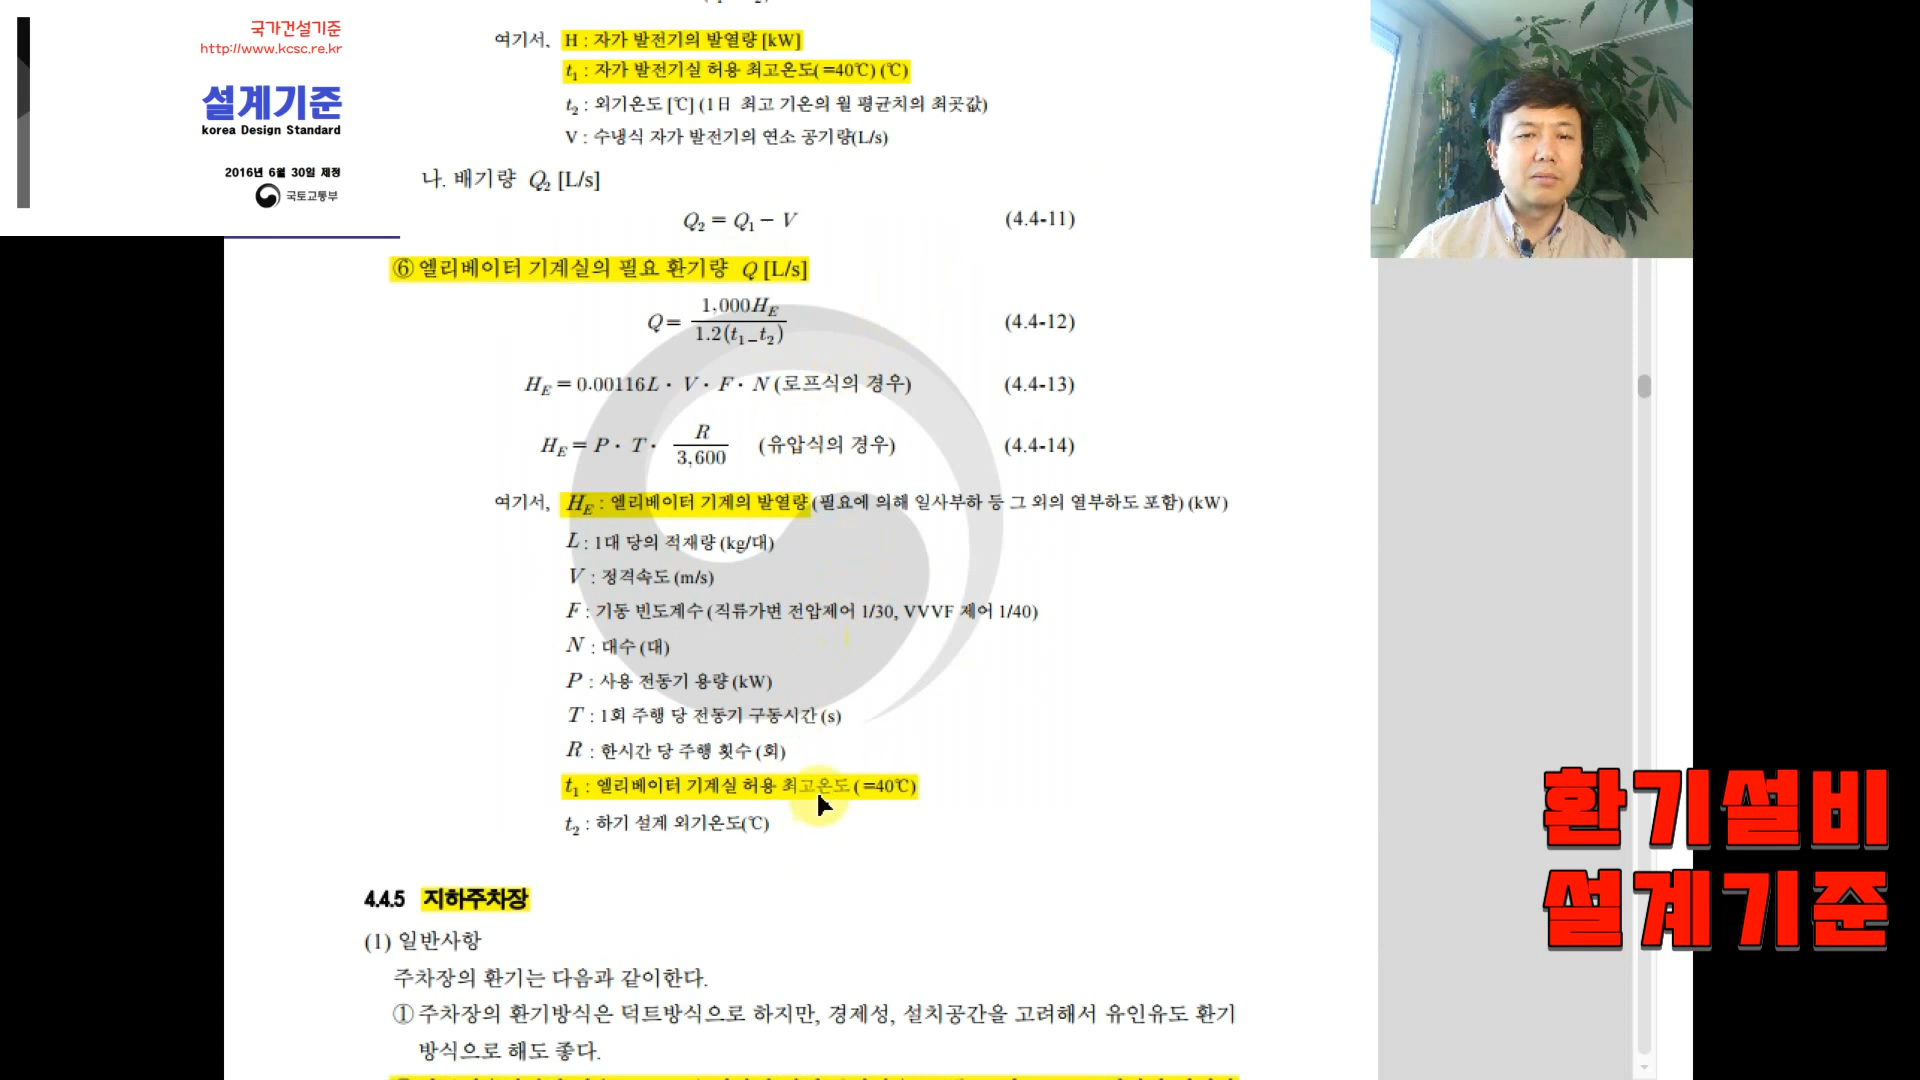 국가건설기준
http://www.kcsc.re.kr
설계기준
korea Design Standard
2016년 6월 30일 제정
국토교통부
여기서, H : 자가 발전기의 발열량 [kW]
t₁ : 자가 발전기실 허용 최고온도(=40℃) (℃)
t₂ : 외기온도 [℃] (1日 최고 기온의 월 평균치의 최곳값)
V : 수냉식 자가 발전기의 연소 공기량(L/s)
나. 배기량 Q₂ [L/s]
Q₂ = Q₁ − V (4.4-11)
⑥ 엘리베이터 기계실의 필요 환기량 Q [L/s]
Q = 1,000H_E / 1.2(t₁−t₂) (4.4-12)
H_E = 0.00116L · V · F · N (로프식의 경우) (4.4-13)
H_E = P · T · R / 3,600 (유압식의 경우) (4.4-14)
여기서, H_E : 엘리베이터 기계의 발열량 (필요에 의해 일사부하 등 그 외의 열부하도 포함) (kW)
L : 1대 당의 적재량 (kg/대)
V : 정격속도 (m/s)
F : 기동 빈도계수 (직류가변 전압제어 1/30, VVVF 제어 1/40)
N : 대수 (대)
P : 사용 전동기 용량 (kW)
T : 1회 주행 당 전동기 구동시간 (s)
R : 한시간 당 주행 횟수 (회)
t₁ : 엘리베이터 기계실 허용 최고온도 (=40℃)
t₂ : 하기 설계 외기온도(℃)
4.4.5 지하주차장
(1) 일반사항
주차장의 환기는 다음과 같이한다.
① 주차장의 환기방식은 덕트방식으로 하지만, 경제성, 설치공간을 고려해서 유인유도 환기
방식으로 해도 좋다.
환기설비
설계기준